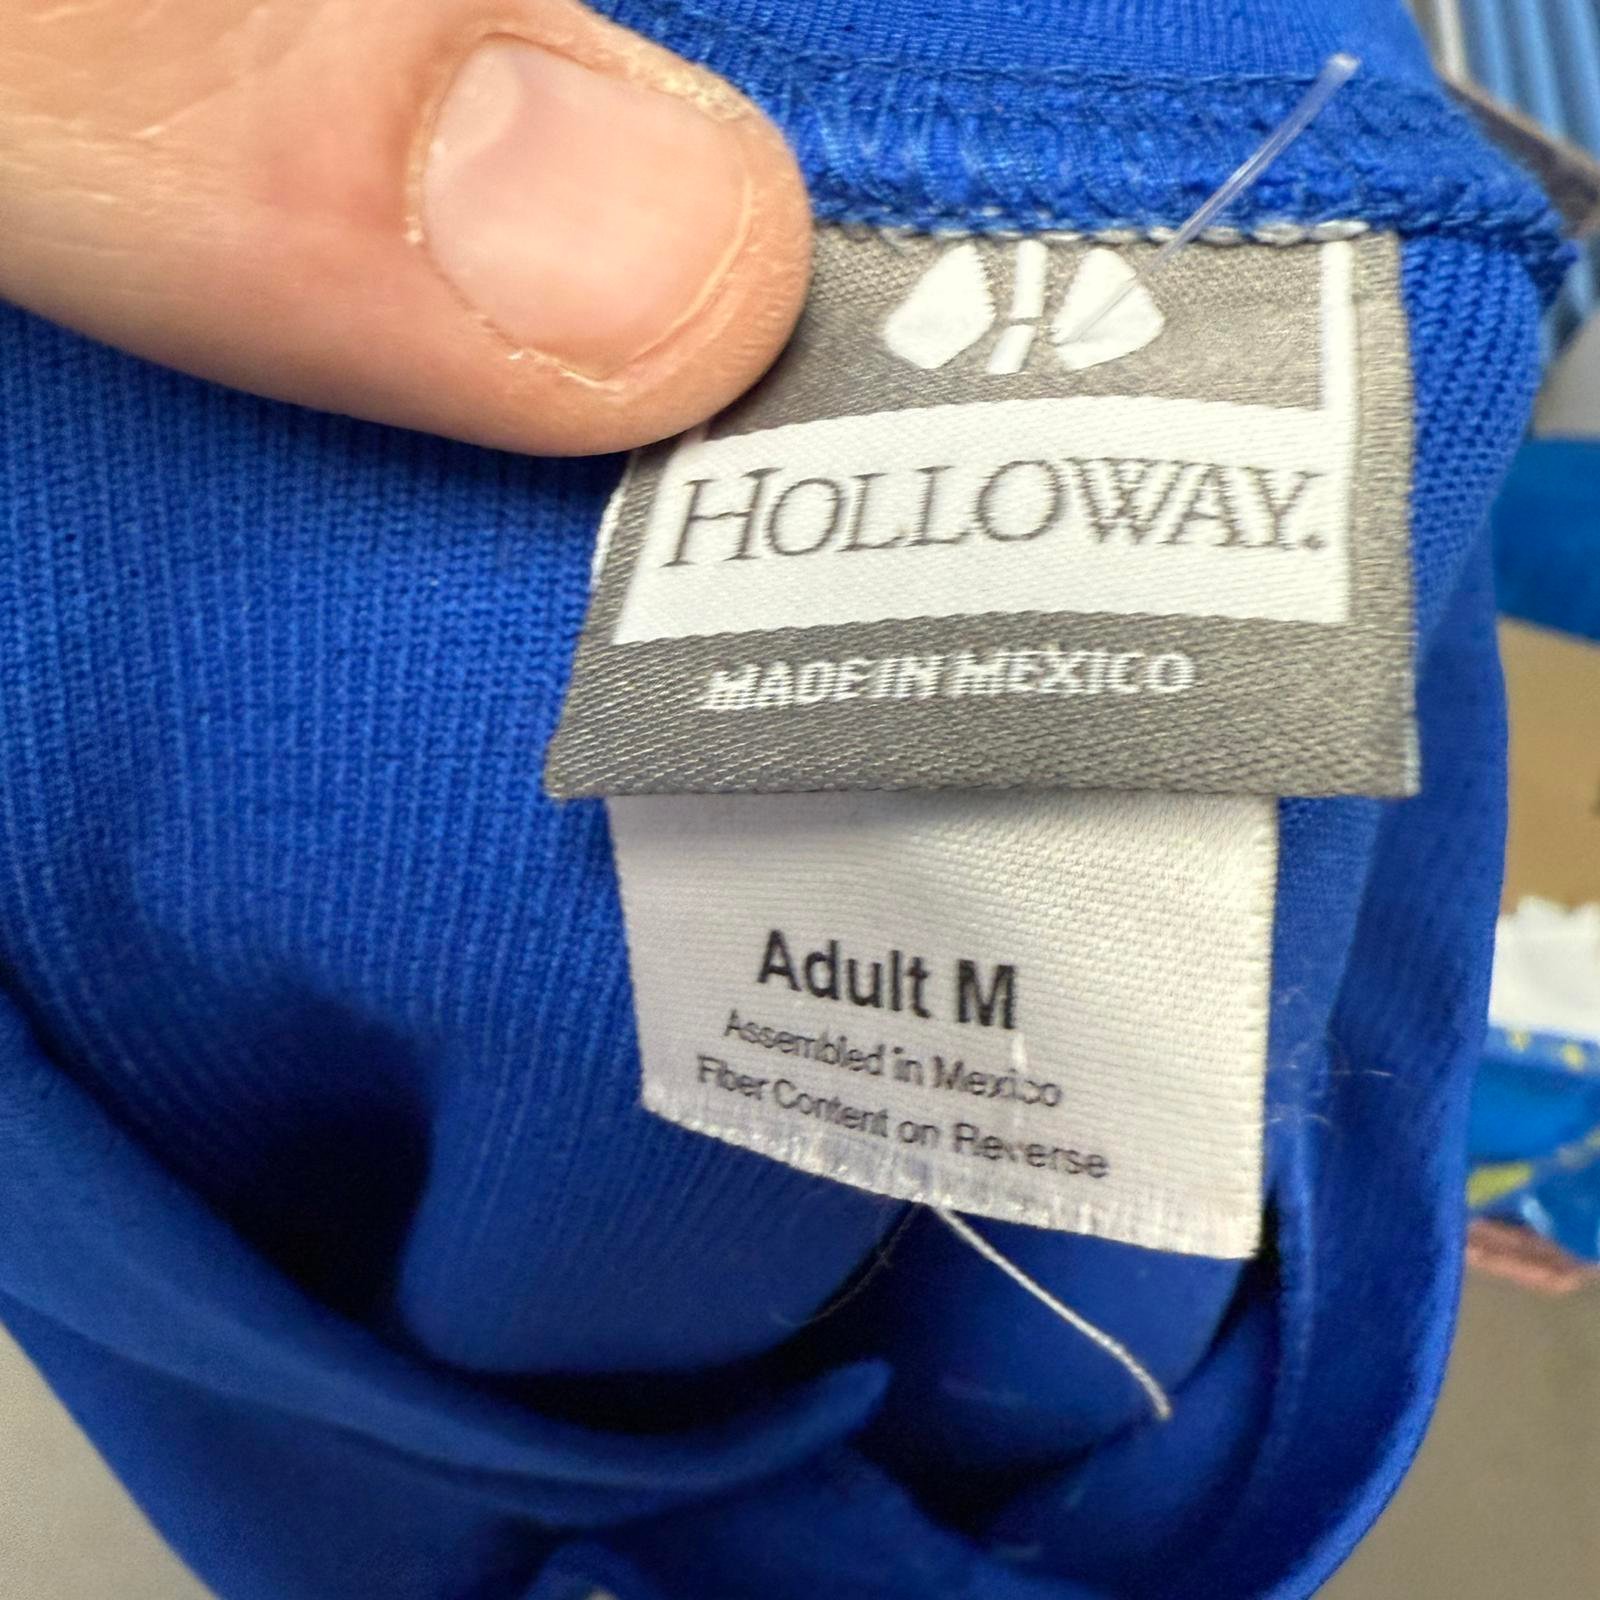 HOLLOWAY.
MADE IN MEXICO
Adult M
Assembled in Mexico
Fiber Content on Reverse